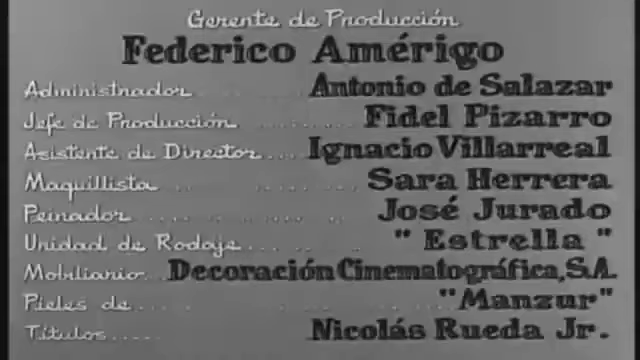 Gerente de Producción
Federico Amérigo
Administrador........ Antonio de Salazar
Jefe de Producción........ Fidel Pizarro
Asistente de Director.... Ignacio Villarreal
Maquillista........ Sara Herrera
Peinador........ José Jurado
Unidad de Rodaje........ "Estrella"
Mobiliario... Decoración Cinematográfica, S.A.
Pieles de........ "Manzur"
Títulos..... Nicolás Rueda Jr.